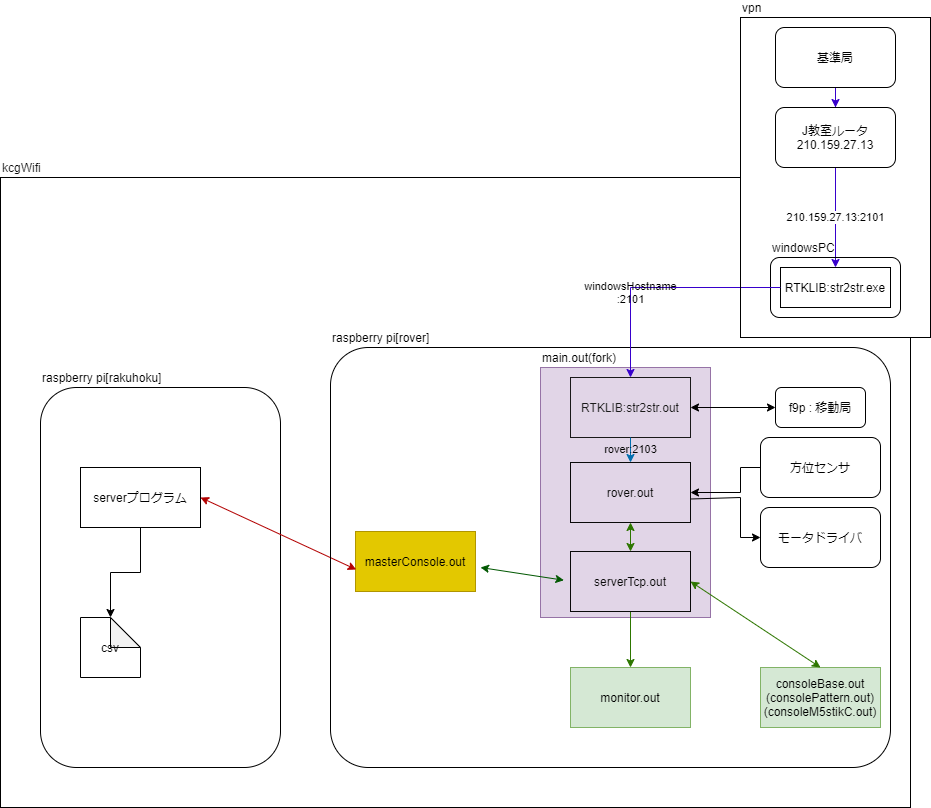 vpn
基準局
J教室ルータ
210.159.27.13
kcgWifi
210.159.27.13:2101
windowsPC
RTKLIB:str2str.exe
windowsHostname
:2101
raspberry pi[rover]
main.out(fork)
raspberry pi[rakuhoku]
RTKLIB:str2str.out
f9p : 移動局
rover:2103
方位センサ
rover.out
serverプログラム
モータドライバ
masterConsole.out
serverTcp.out
csv
monitor.out
consoleBase.out
(consolePattern.out)
(consoleM5stikC.out)